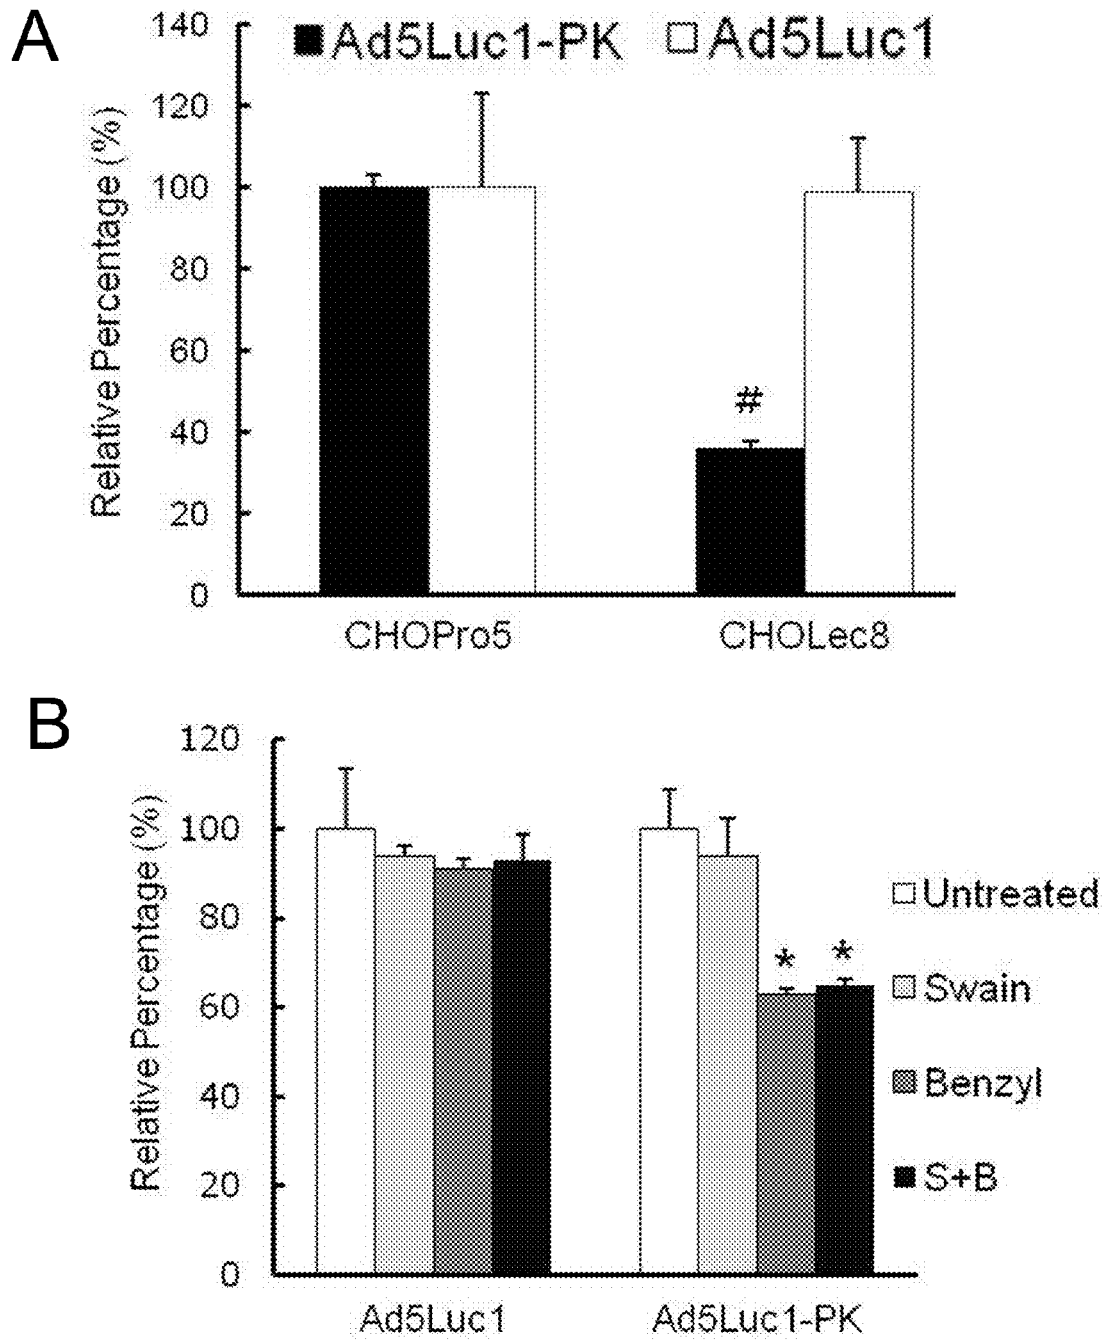 A
Ad5Luc1-PK Ad5Luc1
140
120
100
80
60
40
20
0
Relative Percentage (%)
#
CHOPro5 CHOLec8
B
120
100
80
60
40
20
0
Relative Percentage (%)
* *
Untreated
Swain
Benzyl
S+B
Ad5Luc1 Ad5Luc1-PK